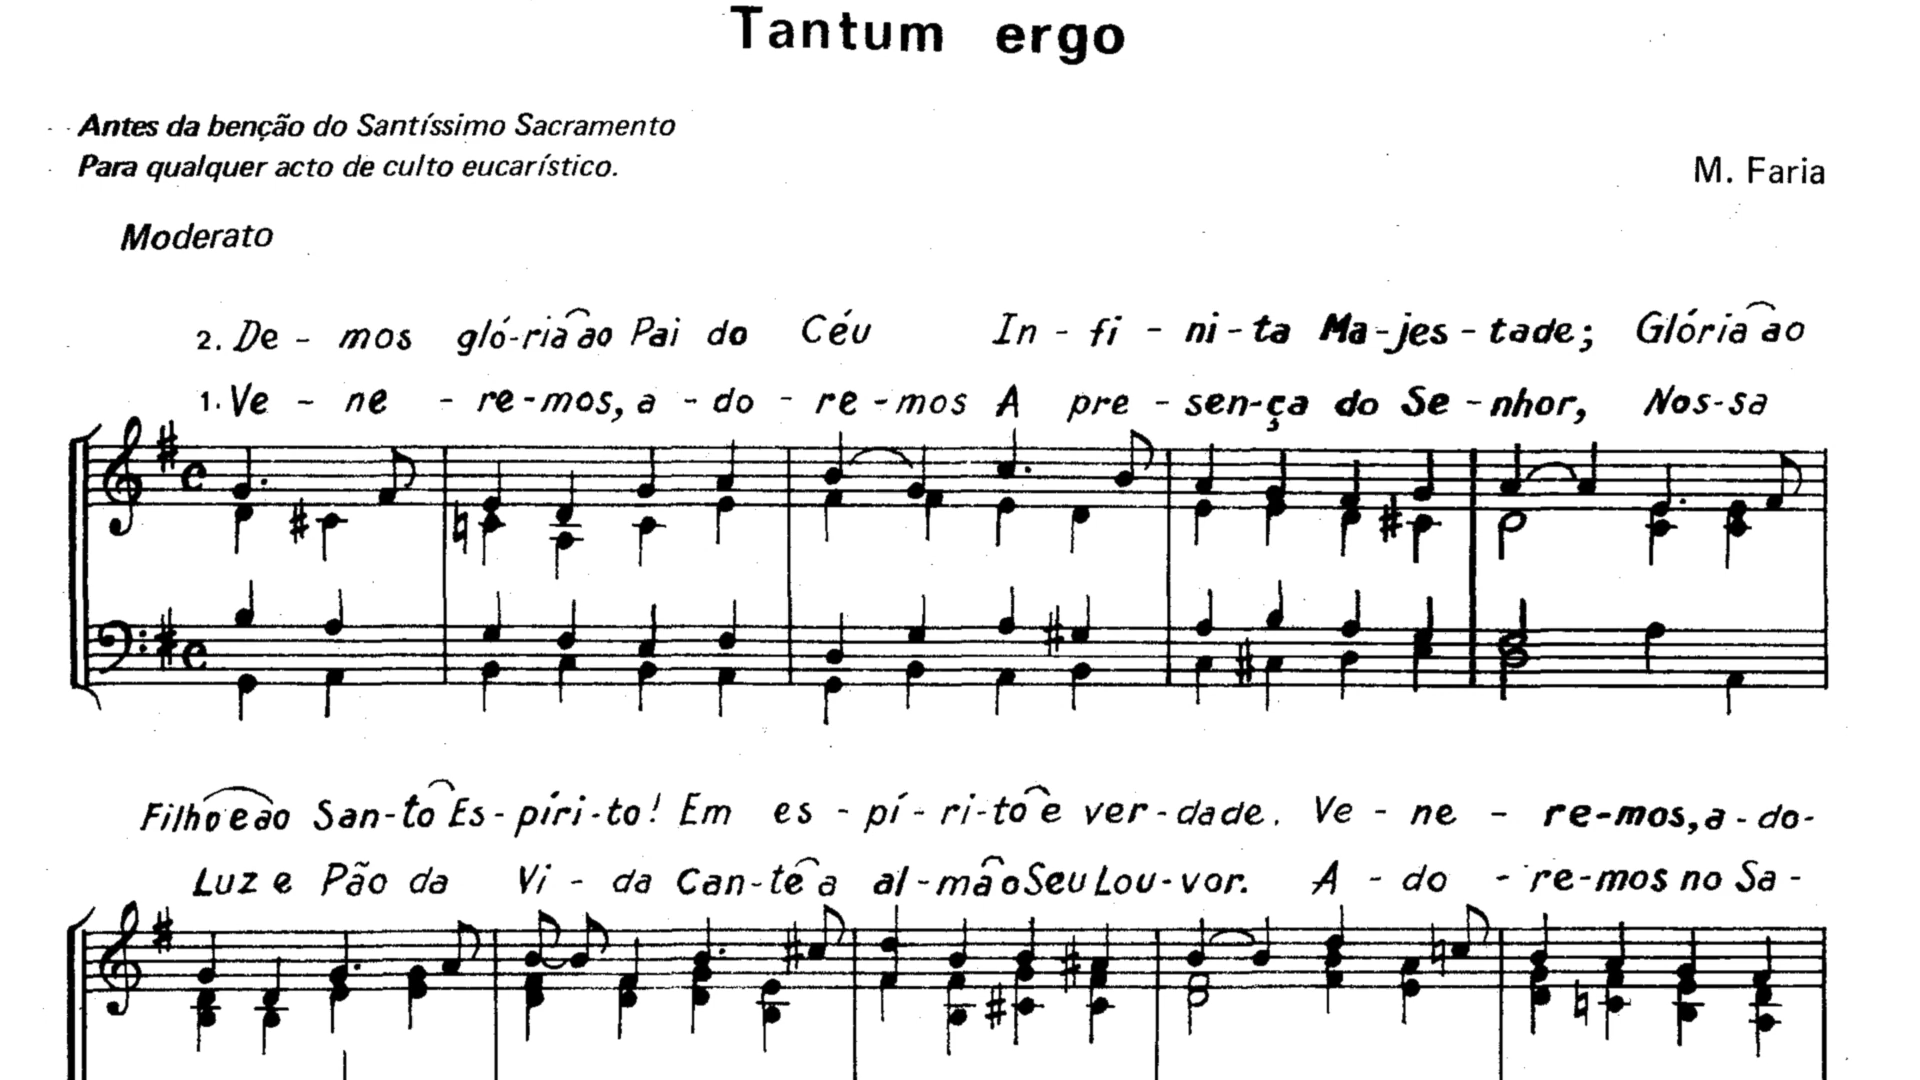 Tantum ergo
Antes da benção do Santíssimo Sacramento
Para qualquer acto de culto eucarístico.
M. Faria
Moderato
2. De - mos gló-ria ao Pai do Céu In - fi - ni - ta Ma-jes - tade; Glória ao
1. Ve - ne - re-mos, a - do - re - mos A pre - sen-ça do Se - nhor, Nos-sa
Filho e ao San-to Es - píri-to! Em es - pí - ri-to e ver - dade. Ve - ne - re-mos, a - do-
Luz e Pão da Vi - da Can-te a al-ma o Seu Lou-vor. A - do - re-mos no Sa -